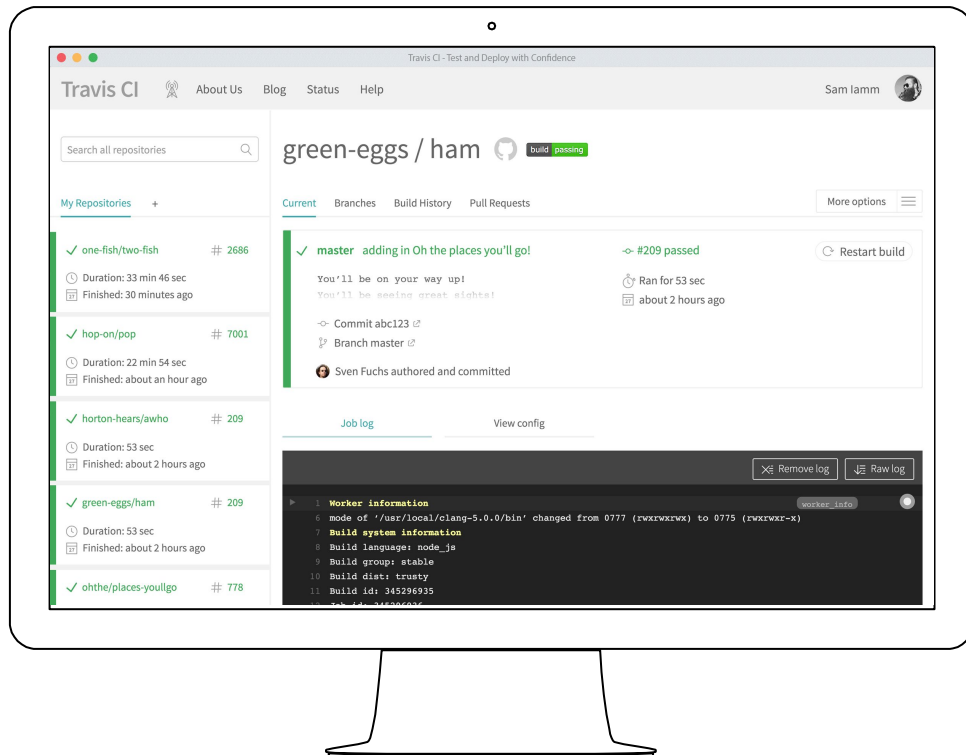 Travis CI - Test and Deploy with Confidence
Travis CI About Us Blog Status Help Sam Iamm
Search all repositories
My Repositories +
one-fish/two-fish # 2686
Duration: 33 min 46 sec
27 Finished: 30 minutes ago
hop-on/pop # 7001
Duration: 22 min 54 sec
27 Finished: about an hour ago
horton-hears/awho # 209
Duration: 53 sec
27 Finished: about 2 hours ago
green-eggs/ham # 209
Duration: 53 sec
27 Finished: about 2 hours ago
ohthe/places-youllgo # 778
green-eggs / ham build passing
Current Branches Build History Pull Requests More options
master adding in Oh the places you'll go! #209 passed Restart build
You'll be on your way up!
You'll be seeing great sights!
Ran for 53 sec
27 about 2 hours ago
Commit abc123
Branch master
Sven Fuchs authored and committed
Job log View config
Remove log Raw log
1 Worker information worker_info
6 mode of '/usr/local/clang-5.0.0/bin' changed from 0777 (rwxrwxrwx) to 0775 (rwxrwxr-x)
7 Build system information
8 Build language: node_js
9 Build group: stable
10 Build dist: trusty
11 Build id: 345296935